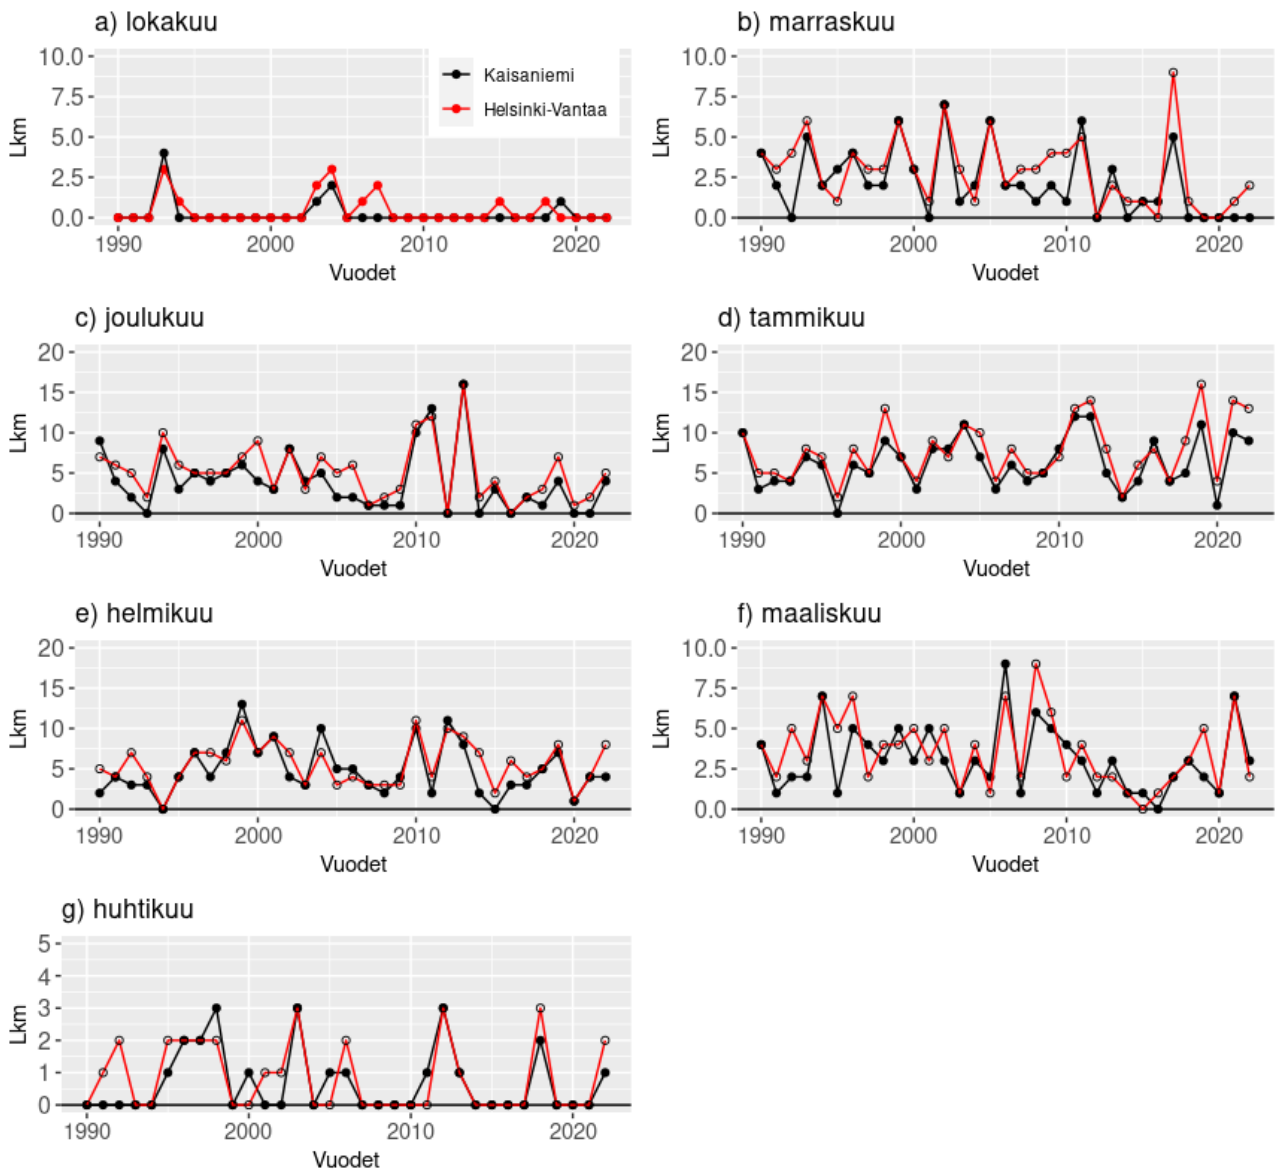 a) lokakuu
10.0
7.5
5.0
2.5
0.0
Lkm
1990
2000
2010
2020
Vuodet
Kaisaniemi
Helsinki-Vantaa
b) marraskuu
10.0
7.5
5.0
2.5
0.0
Lkm
1990
2000
2010
2020
Vuodet
c) joulukuu
20
15
10
5
0
Lkm
1990
2000
2010
2020
Vuodet
d) tammikuu
20
15
10
5
0
Lkm
1990
2000
2010
2020
Vuodet
e) helmikuu
20
15
10
5
0
Lkm
1990
2000
2010
2020
Vuodet
f) maaliskuu
10.0
7.5
5.0
2.5
0.0
Lkm
1990
2000
2010
2020
Vuodet
g) huhtikuu
5
4
3
2
1
0
Lkm
1990
2000
2010
2020
Vuodet